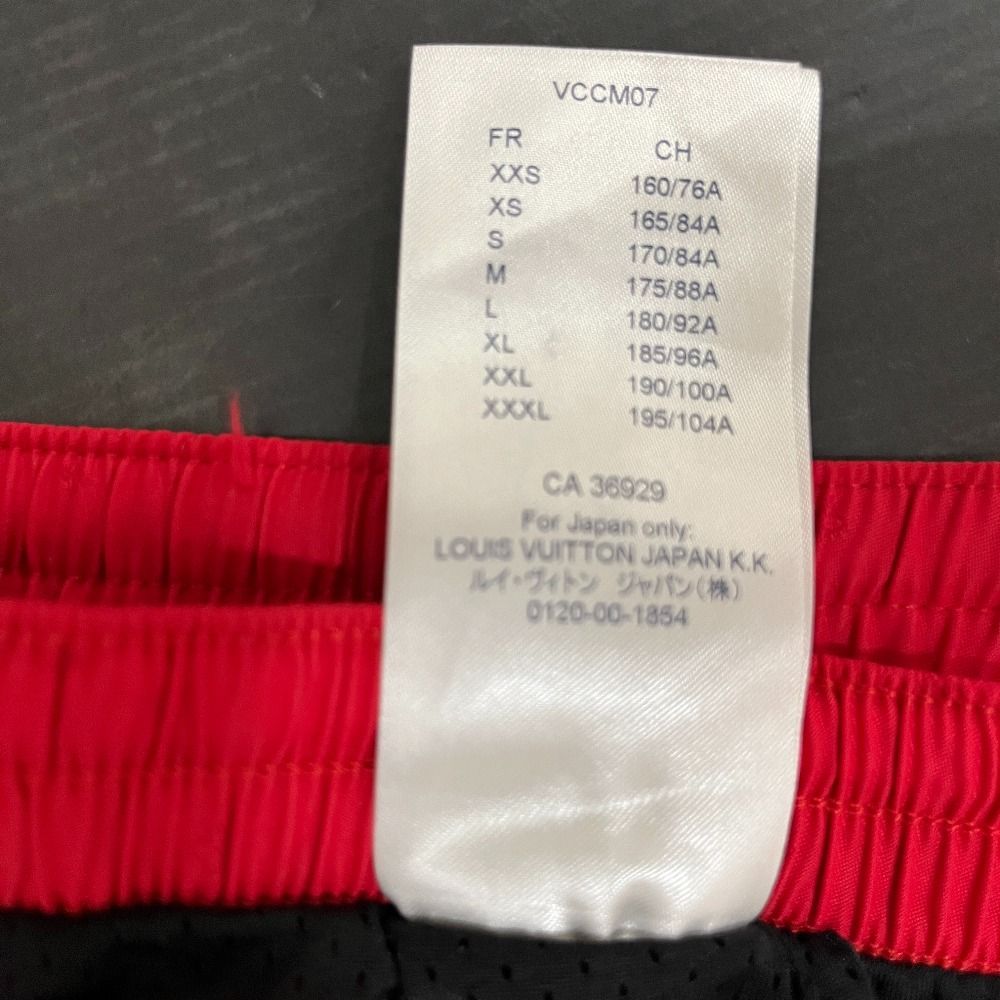 VCCM07
FR CH
XXS 160/76A
XS 165/84A
S 170/84A
M 175/88A
L 180/92A
XL 185/96A
XXL 190/100A
XXXL 195/104A
CA 36929
For Japan only:
LOUIS VUITTON JAPAN K.K.
ルイ・ヴィトン ジャパン(株)
0120-00-1854